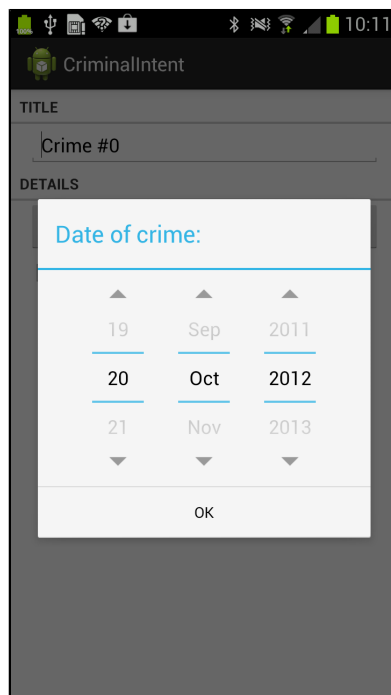 100%
10:11
CriminalIntent
TITLE
Crime #0
DETAILS
Date of crime:
19 Sep 2011
20 Oct 2012
21 Nov 2013
OK